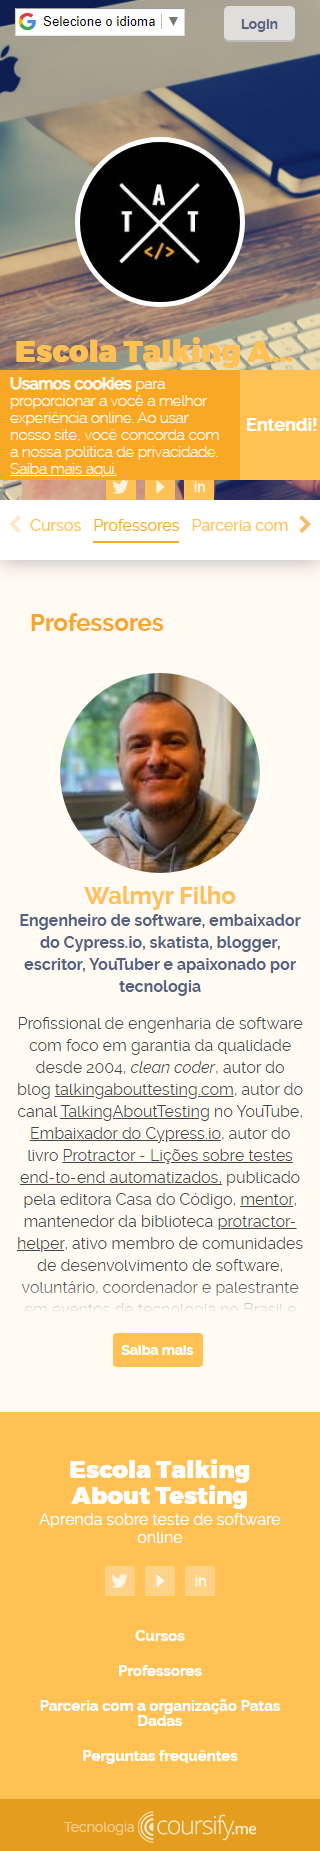 Selecione o idioma
▼
Login
T A T
</>
Escola Talking A...
Usamos cookies para
proporcionar a você a melhor
experiência online. Ao usar
nosso site, você concorda com
a nossa política de privacidade.
Saiba mais aqui.
Entendi!
in
Cursos Professores Parceria com
Professores
Walmyr Filho
Engenheiro de software, embaixador
do Cypress.io, skatista, blogger,
escritor, YouTuber e apaixonado por
tecnologia
Profissional de engenharia de software
com foco em garantia da qualidade
desde 2004, clean coder, autor do
blog talkingabouttesting.com, autor do
canal TalkingAboutTesting no YouTube,
Embaixador do Cypress.io, autor do
livro Protractor - Lições sobre testes
end-to-end automatizados, publicado
pela editora Casa do Código, mentor,
mantenedor da biblioteca protractor-
helper, ativo membro de comunidades
de desenvolvimento de software,
voluntário, coordenador e palestrante
em eventos de tecnologia no Brasil e
Saiba mais
Escola Talking
About Testing
Aprenda sobre teste de software
online
in
Cursos
Professores
Parceria com a organização Patas
Dadas
Perguntas frequêntes
Tecnologia coursify.me